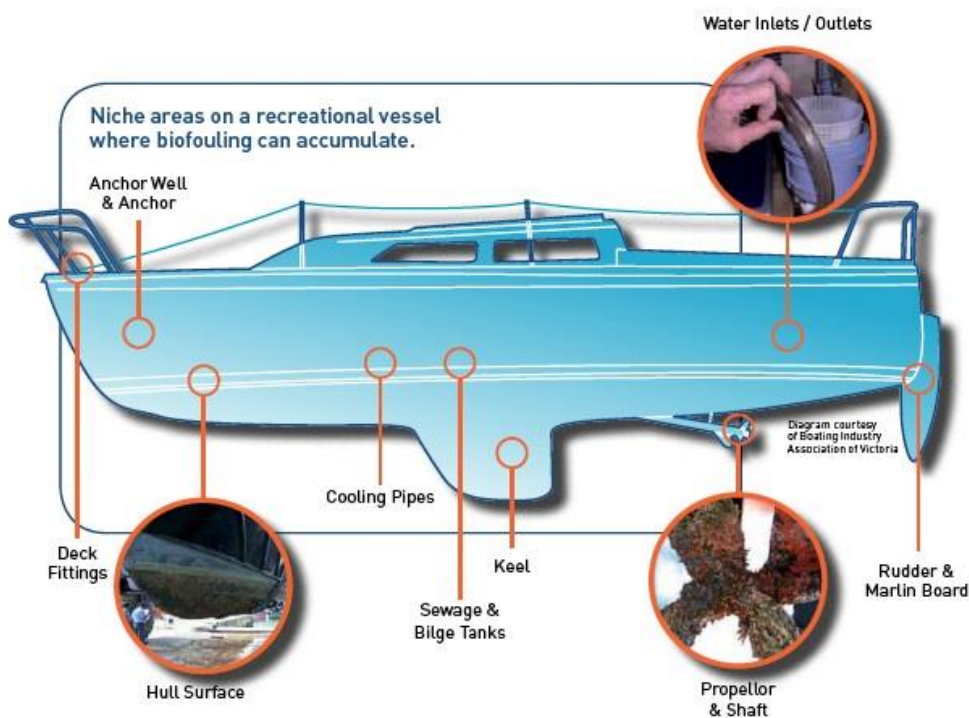 Water Inlets / Outlets
Niche areas on a recreational vessel
where biofouling can accumulate.
Anchor Well
& Anchor
Diagram courtesy
of Boating Industry
Association of Victoria
Cooling Pipes
Deck
Fittings
Keel
Rudder &
Marlin Board
Sewage &
Bilge Tanks
Hull Surface
Propellor
& Shaft